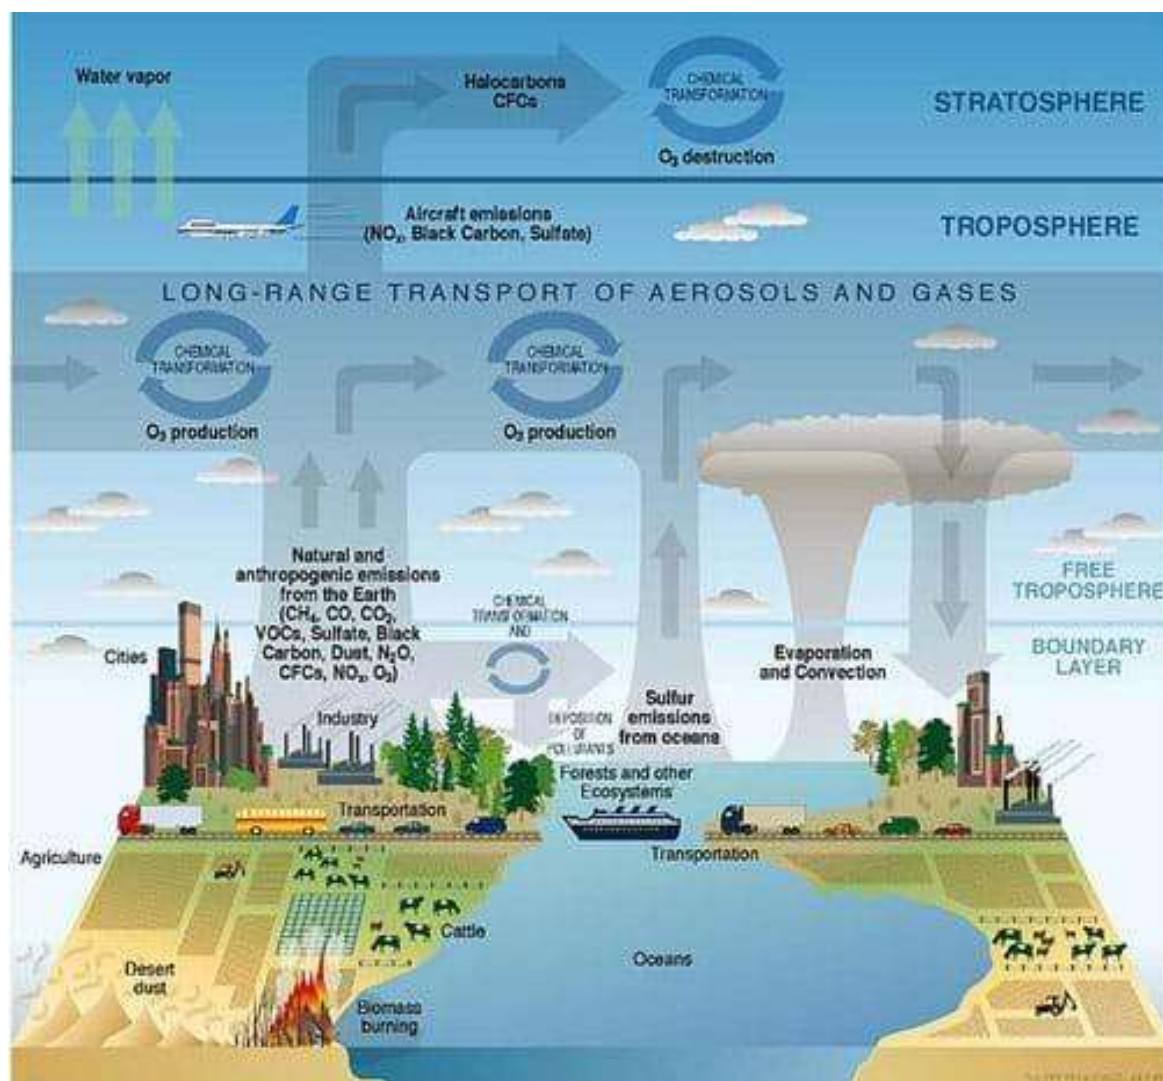 Water vapor
Halocarbons
CFCs
CHEMICAL
TRANSFORMATION
O₃ destruction
STRATOSPHERE
Aircraft emissions
(NOₓ, Black Carbon, Sulfate)
TROPOSPHERE
LONG-RANGE TRANSPORT OF AEROSOLS AND GASES
CHEMICAL
TRANSFORMATION
O₃ production
CHEMICAL
TRANSFORMATION
O₃ production
Natural and
anthropogenic emissions
from the Earth
(CH₄, CO, CO₂,
VOCs, Sulfate, Black
Carbon, Dust, N₂O,
CFCs, NOₓ, O₃)
CHEMICAL
TRANSFORMATION
AND
DEPOSITION
OF
POLLUTANTS
FREE
TROPOSPHERE
BOUNDARY
LAYER
Cities
Industry
Sulfur
emissions
from oceans
Evaporation
and Convection
Forests and other
Ecosystems
Transportation
Transportation
Agriculture
Cattle
Oceans
Desert
dust
Biomass
burning